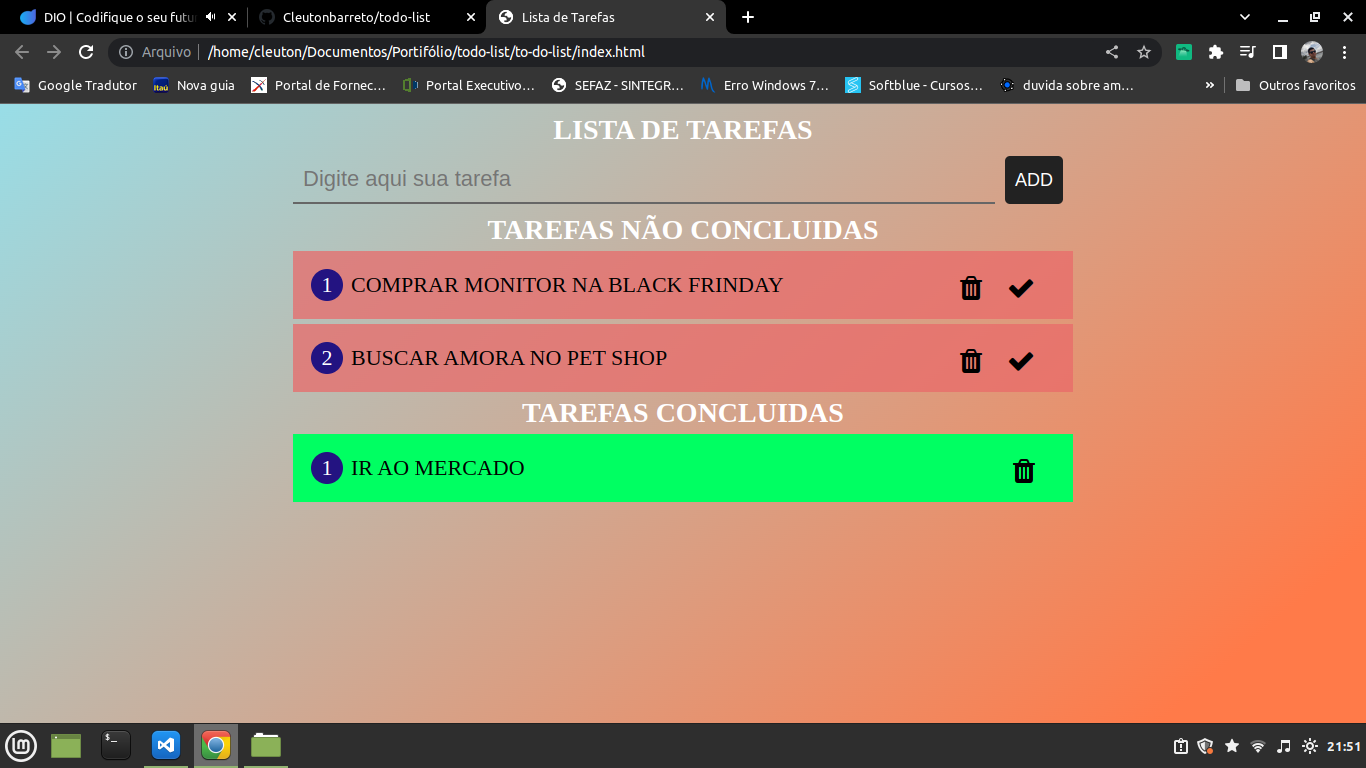 DIO | Codifique o seu futu
Cleutonbarreto/todo-list
Lista de Tarefas
Arquivo
/home/cleuton/Documentos/Portifólio/todo-list/to-do-list/index.html
Google Tradutor
Itaú
Nova guia
Portal de Fornec...
Portal Executivo...
SEFAZ - SINTEGR...
Erro Windows 7...
Softblue - Cursos...
duvida sobre am...
»
Outros favoritos
LISTA DE TAREFAS
Digite aqui sua tarefa
ADD
TAREFAS NÃO CONCLUIDAS
1 COMPRAR MONITOR NA BLACK FRINDAY
2 BUSCAR AMORA NO PET SHOP
TAREFAS CONCLUIDAS
1 IR AO MERCADO
$_
21:51